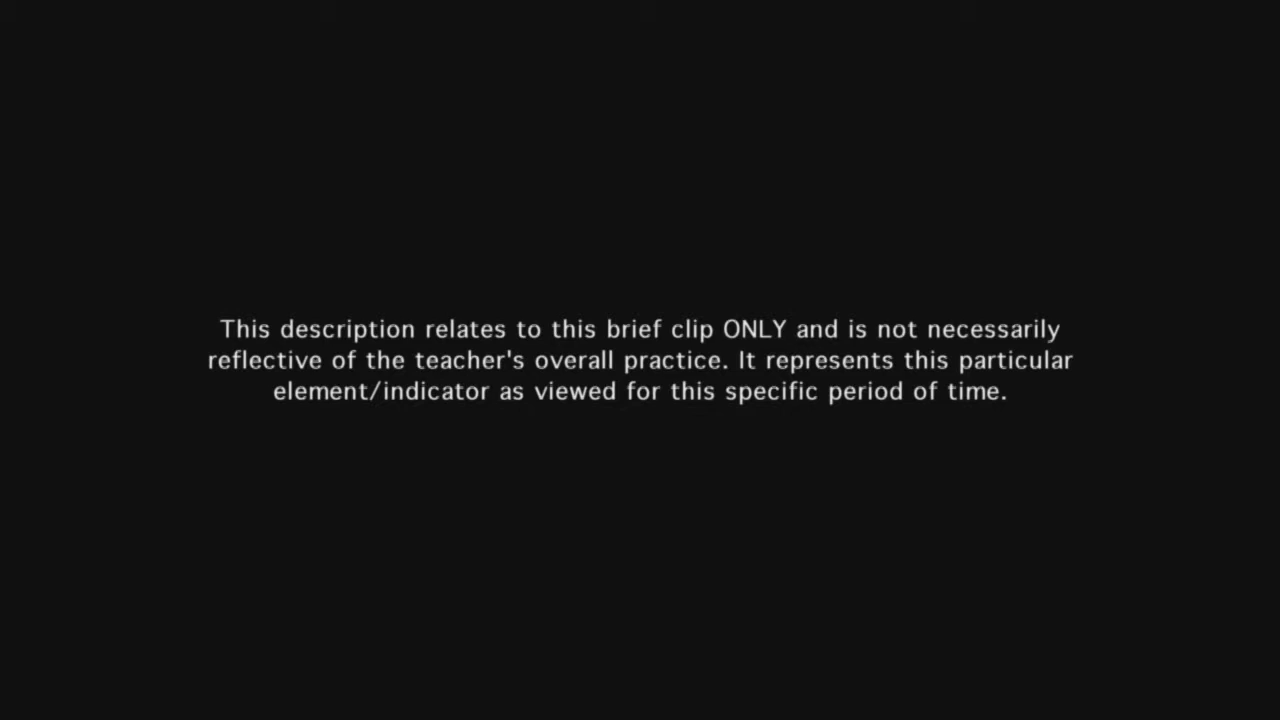 This description relates to this brief clip ONLY and is not necessarily
reflective of the teacher's overall practice. It represents this particular
element/indicator as viewed for this specific period of time.